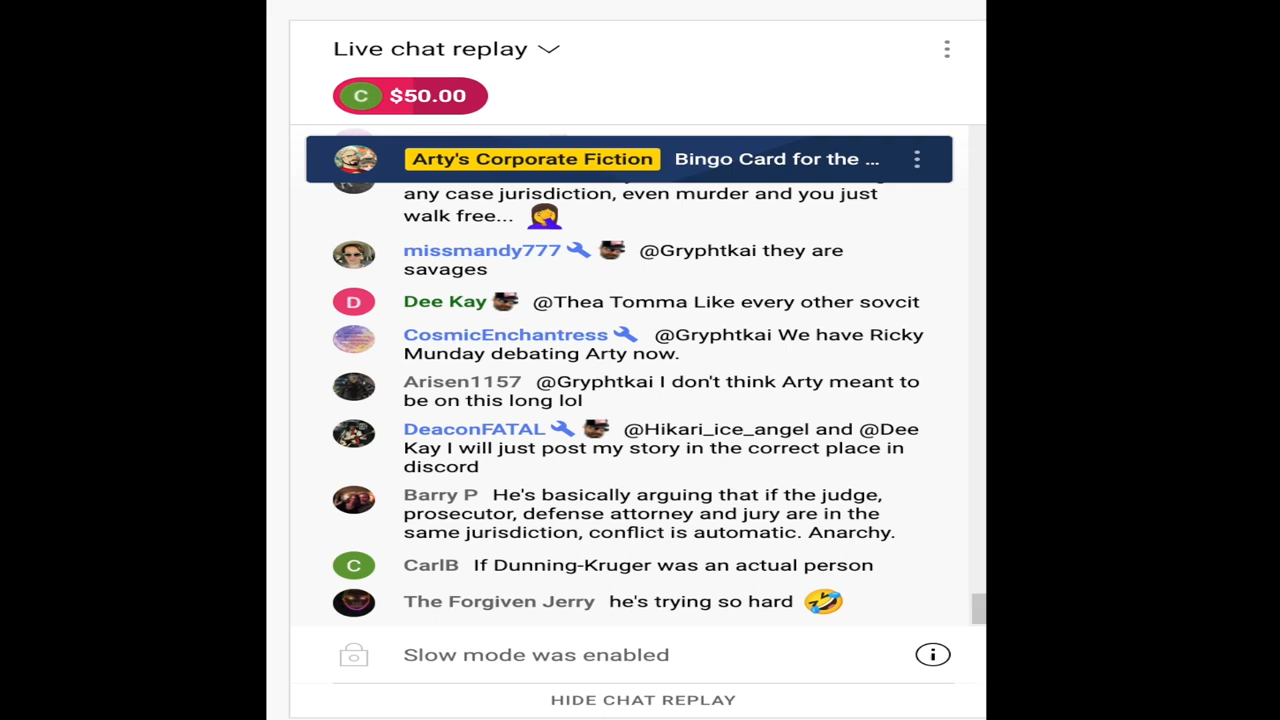 Live chat replay
C $50.00
Arty's Corporate Fiction Bingo Card for the ...
any case jurisdiction, even murder and you just
walk free...
missmandy777 @Gryphtkai they are
savages
D Dee Kay @Thea Tomma Like every other sovcit
CosmicEnchantress @Gryphtkai We have Ricky
Munday debating Arty now.
Arisen1157 @Gryphtkai I don't think Arty meant to
be on this long lol
DeaconFATAL @Hikari_ice_angel and @Dee
Kay I will just post my story in the correct place in
discord
Barry P He's basically arguing that if the judge,
prosecutor, defense attorney and jury are in the
same jurisdiction, conflict is automatic. Anarchy.
C CarlB If Dunning-Kruger was an actual person
The Forgiven Jerry he's trying so hard
Slow mode was enabled
HIDE CHAT REPLAY